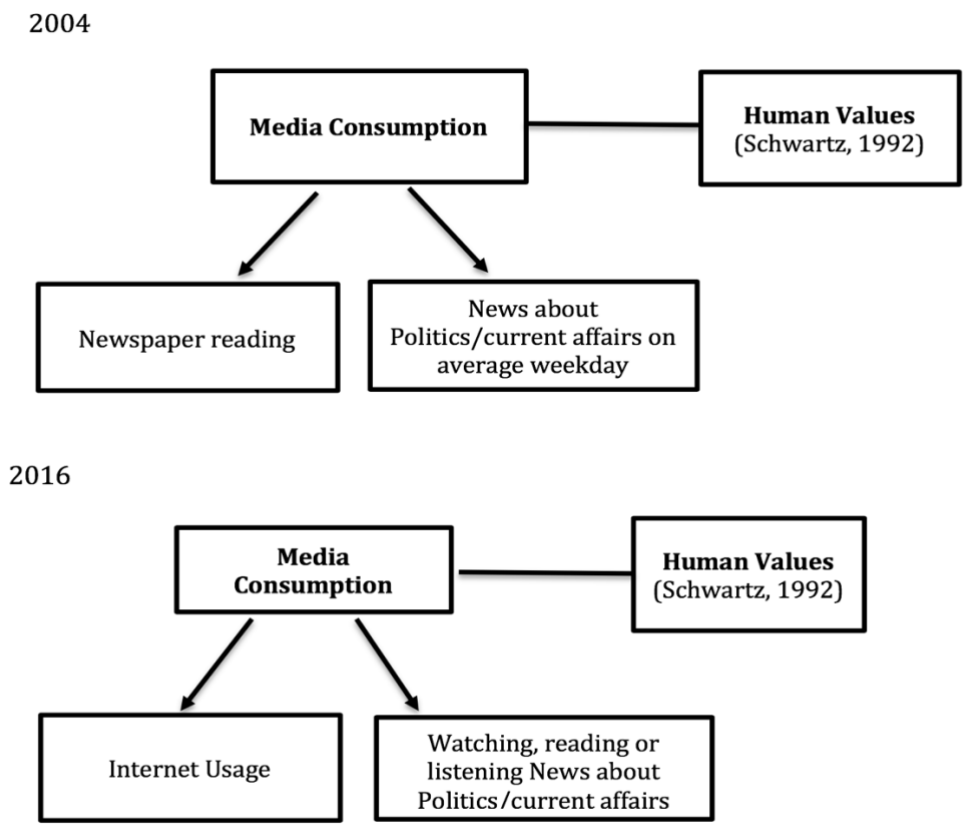 2004
Media Consumption
Human Values
(Schwartz, 1992)
Newspaper reading
News about
Politics/current affairs on
average weekday
2016
Media
Consumption
Human Values
(Schwartz, 1992)
Internet Usage
Watching, reading or
listening News about
Politics/current affairs